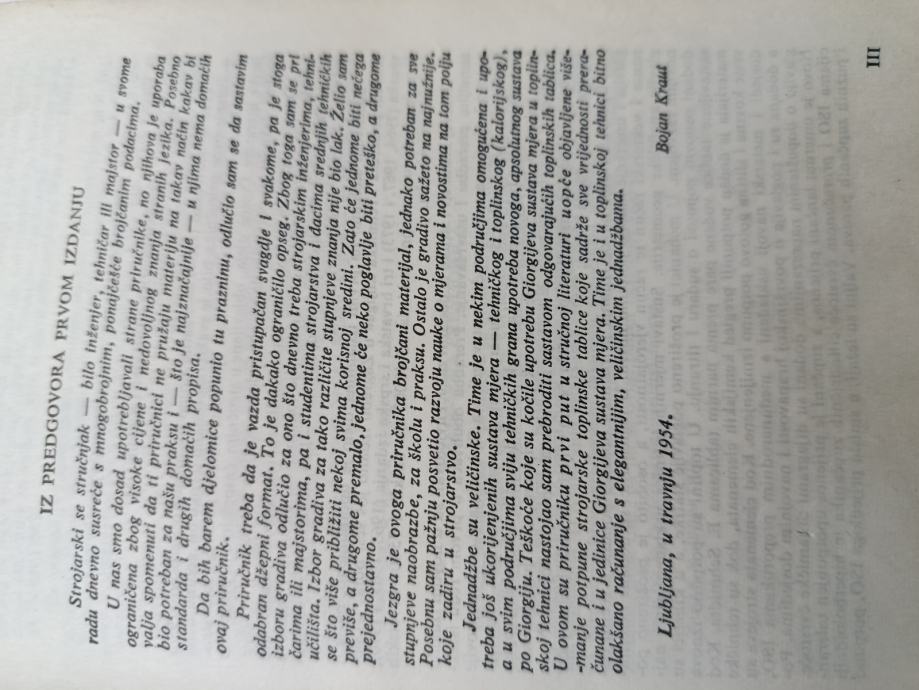 IZ PREDGOVORA PRVOM IZDANJU
Strojarski se stručnjak — bilo inženjer, tehničar ili majstor — u svome
radu dnevno susreće s mnogobrojnim, ponajčešće brojčanim podacima.
U nas smo dosad upotrebljavali strane priručnike, no njihova je uporaba
ograničena zbog visoke cijene i nedovoljnog znanja stranih jezika. Posebno
valja spomenuti da ti priručnici ne pružaju materiju na takav način kakav bi
bio potreban za našu praksu i — što je najznačajnije — u njima nema domaćih
standarda i drugih domaćih propisa.
Da bih barem djelomice popunio tu prazninu, odlučio sam se da sastavim
ovaj priručnik.
Priručnik treba da je vazda pristupačan svagdje i svakome, pa je stoga
odabran džepni format. To je dakako ograničilo opseg. Zbog toga sam se pri
izboru gradiva odlučio za ono što dnevno treba strojarskim inženjerima, tehni-
čarima ili majstorima, pa i studentima strojarstva i dacima srednjih tehničkih
učilišta. Izbor gradiva za tako različite stupnjeve znanja nije bio lak. Želio sam
se što više približiti nekoj svima korisnoj sredini. Zato će jednome biti nečega
previše, a drugome premalo, jednome će neko poglavlje biti preteško, a drugome
prejednostavno.
Jezgra je ovoga priručnika brojčani materijal, jednako potreban za sve
stupnjeve naobrazbe, za školu i praksu. Ostalo je gradivo sažeto na najnužnije.
Posebnu sam pažnju posvetio razvoju nauke o mjerama i novostima na tom polju
koje zadiru u strojarstvo.
Jednadžbe su veličinske. Time je u nekim područjima omogućena i upo-
treba još ukorijenjenih sustava mjera — tehničkog i toplinskog (kalorijskog),
a u svim područjima sviju tehničkih grana upotreba novoga, apsolutnog sustava
po Giorgiju. Teškoće koje su kočile upotrebu Giorgijeva sustava mjera u toplin-
skoj tehnici nastojao sam prebroditi sastavom odgovarajućih toplinskih tablica.
U ovom su priručniku prvi put u stručnoj literaturi uopće objavljene više-
-manje potpune strojarske toplinske tablice koje sadrže sve vrijednosti prera-
čunane i u jedinice Giorgijeva sustava mjera. Time je i u toplinskoj tehnici bitno
olakšano računanje s elegantnijim, veličinskim jednadžbama.
Ljubljana, u travnju 1954. Bojan Kraut
III